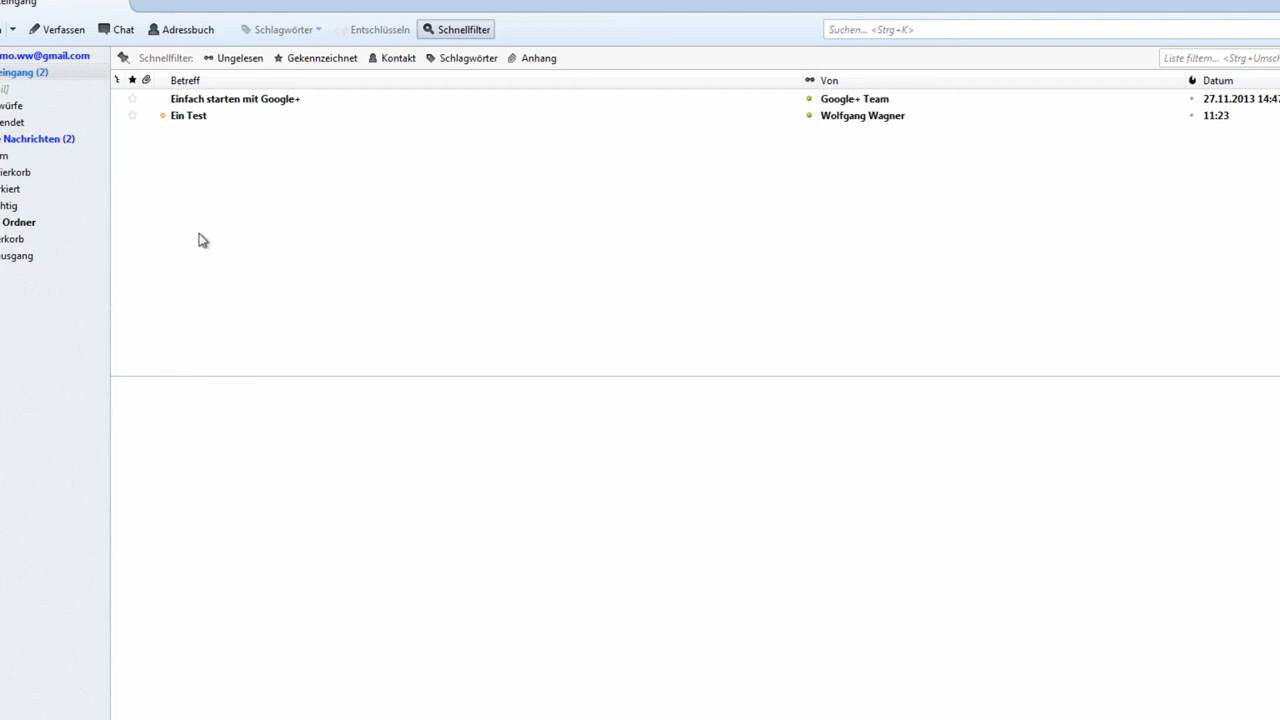 eingang
Verfassen Chat Adressbuch Schlagwörter Entschlüsseln Schnellfilter Suchen... <Strg+K>
mo.ww@gmail.com Schnellfilter: Ungelesen Gekennzeichnet Kontakt Schlagwörter Anhang Liste filtern... <Strg+Umsch
eingang (2)
Betreff Von Datum
il]
Einfach starten mit Google+ Google+ Team 27.11.2013 14:47
würfe
Ein Test Wolfgang Wagner 11:23
endet
Nachrichten (2)
m
ierkorb
kiert
htig
Ordner
erkorb
ausgang